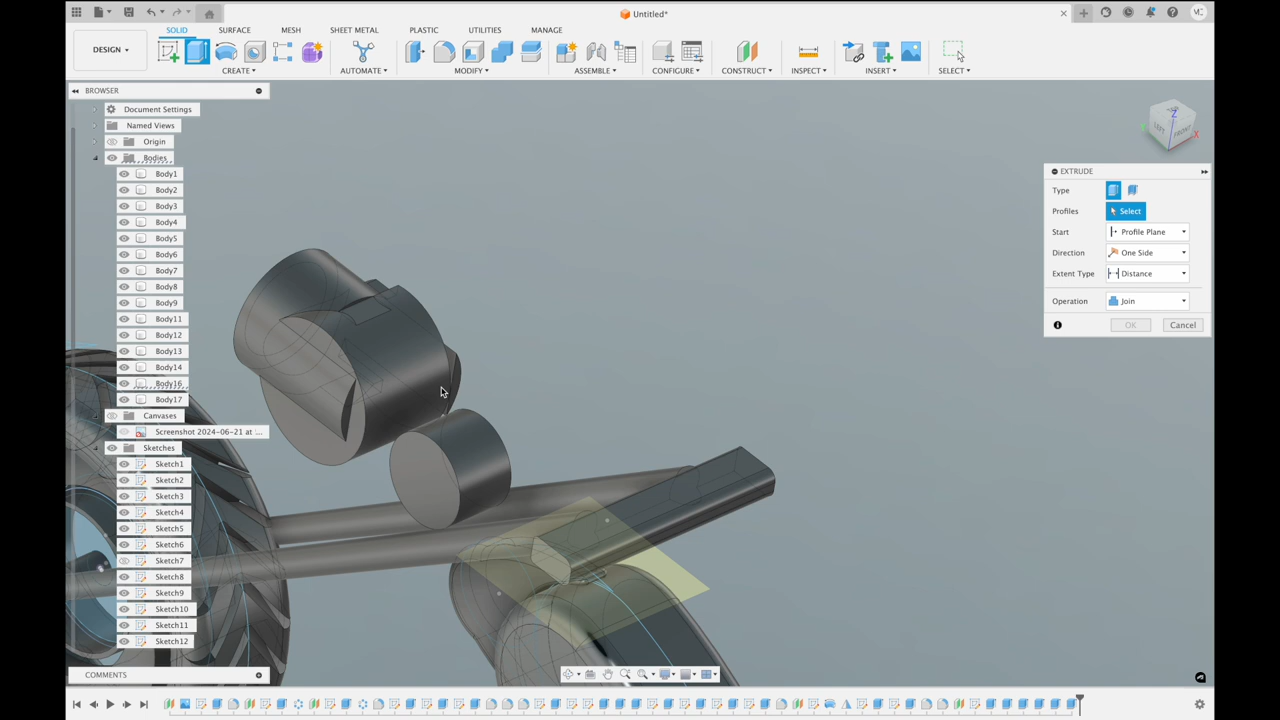 Untitled*
MC
DESIGN
SOLID SURFACE MESH SHEET METAL PLASTIC UTILITIES MANAGE
CREATE AUTOMATE MODIFY ASSEMBLE CONFIGURE CONSTRUCT INSPECT INSERT SELECT
BROWSER
Document Settings
Named Views
Origin
Bodies
Body1
Body2
Body3
Body4
Body5
Body6
Body7
Body8
Body9
Body11
Body12
Body13
Body14
Body16
Body17
Canvases
Screenshot 2024-06-21 at '...
Sketches
Sketch1
Sketch2
Sketch3
Sketch4
Sketch5
Sketch6
Sketch7
Sketch8
Sketch9
Sketch10
Sketch11
Sketch12
COMMENTS
Z
LEFT FRONT
X
EXTRUDE
Type
Profiles Select
Start Profile Plane
Direction One Side
Extent Type Distance
Operation Join
OK Cancel